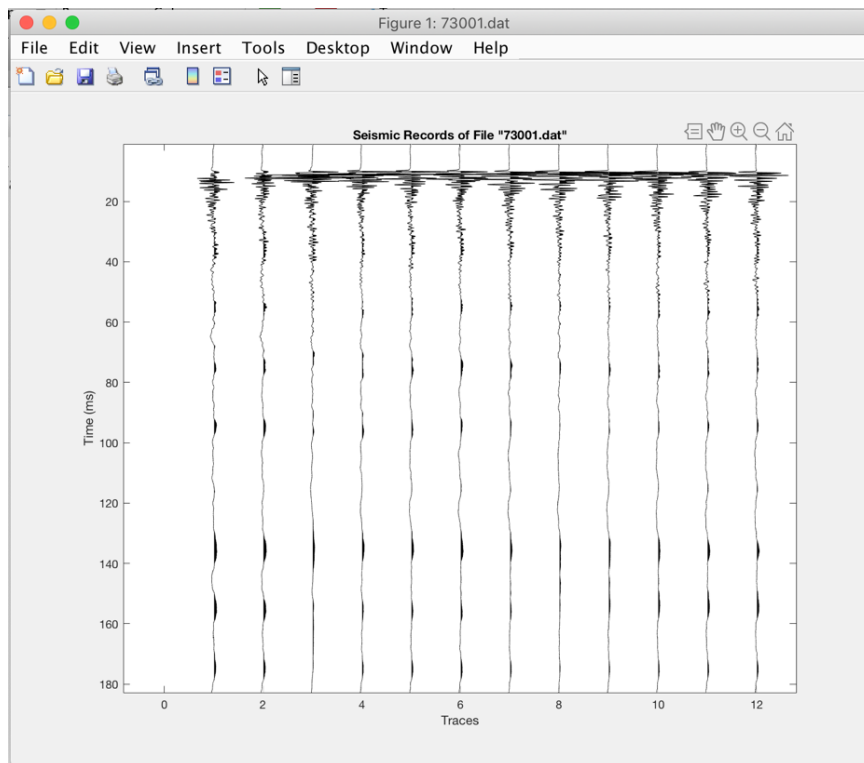 Figure 1: 73001.dat
File Edit View Insert Tools Desktop Window Help
Seismic Records of File "73001.dat"
20
40
60
80
100
120
140
160
180
Time (ms)
0 2 4 6 8 10 12
Traces